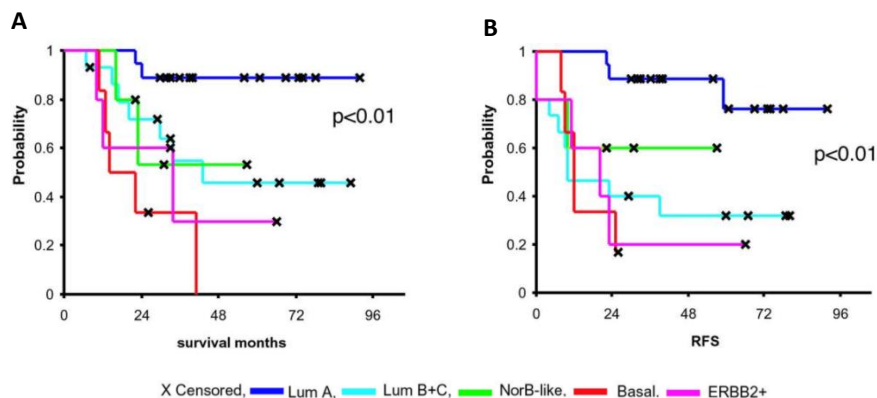 A
Probability
1
0.8
0.6
0.4
0.2
0
0 24 48 72 96
survival months
p<0.01
B
Probability
1
0.8
0.6
0.4
0.2
0
0 24 48 72 96
RFS
p<0.01
X Censored, Lum A, Lum B+C, NorB-like, Basal, ERBB2+